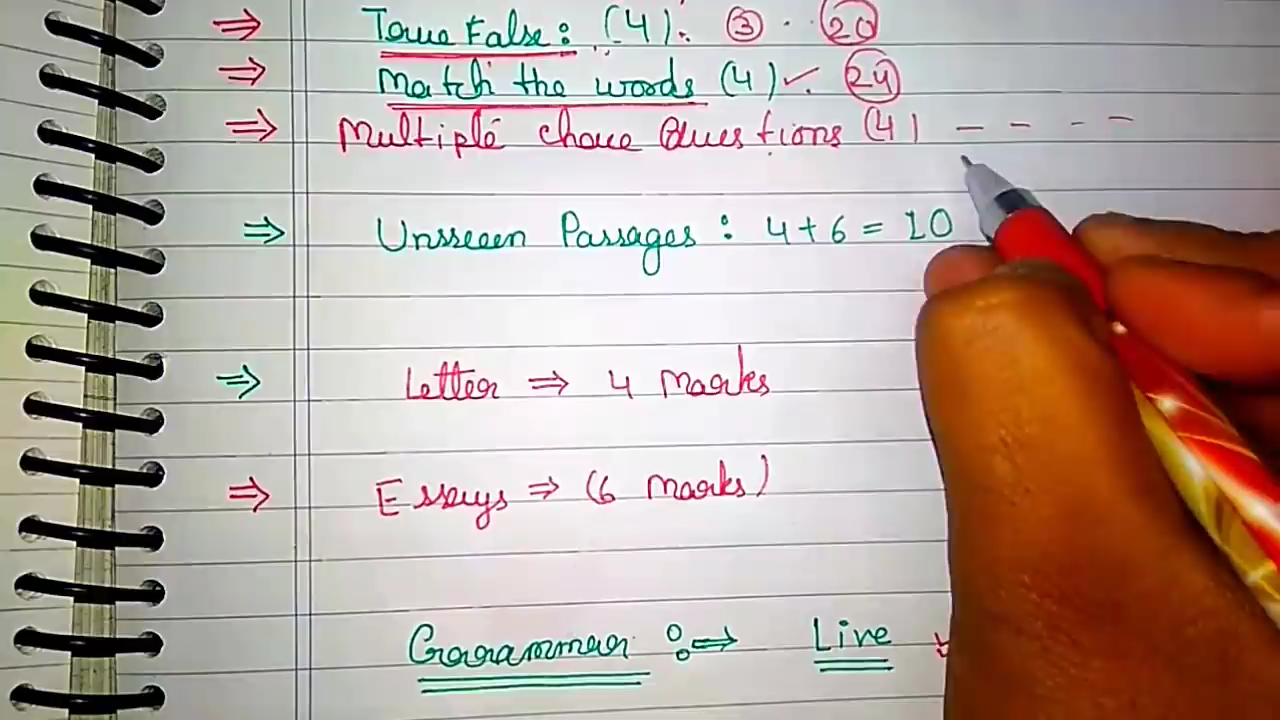 ⇒ True False: (4). ③ . (20)
⇒ Match the words (4) ✓ (24)
⇒ Multiple choice Questions (4) - - - -
⇒ Unsseen Passages : 4+6 = 10
⇒ Letter ⇒ 4 Marks
⇒ Essays ⇒ (6 Marks)
Grammar : ⇒ Live